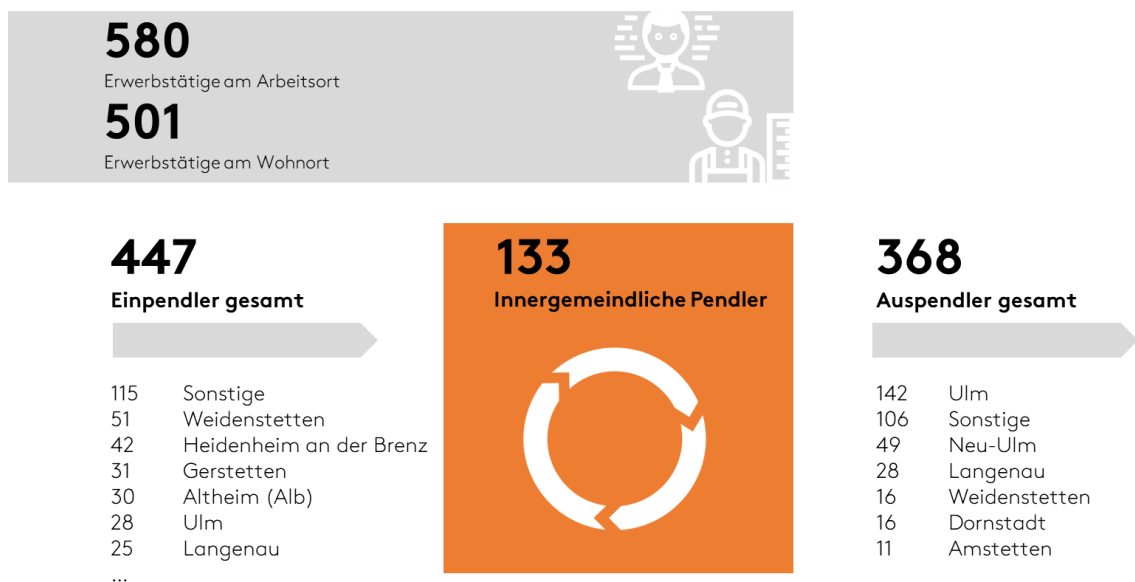 580
Erwerbstätige am Arbeitsort
501
Erwerbstätige am Wohnort
447
Einpendler gesamt
115 Sonstige
51 Weidenstetten
42 Heidenheim an der Brenz
31 Gerstetten
30 Altheim (Alb)
28 Ulm
25 Langenau
...
133
Innergemeindliche Pendler
368
Auspendler gesamt
142 Ulm
106 Sonstige
49 Neu-Ulm
28 Langenau
16 Weidenstetten
16 Dornstadt
11 Amstetten